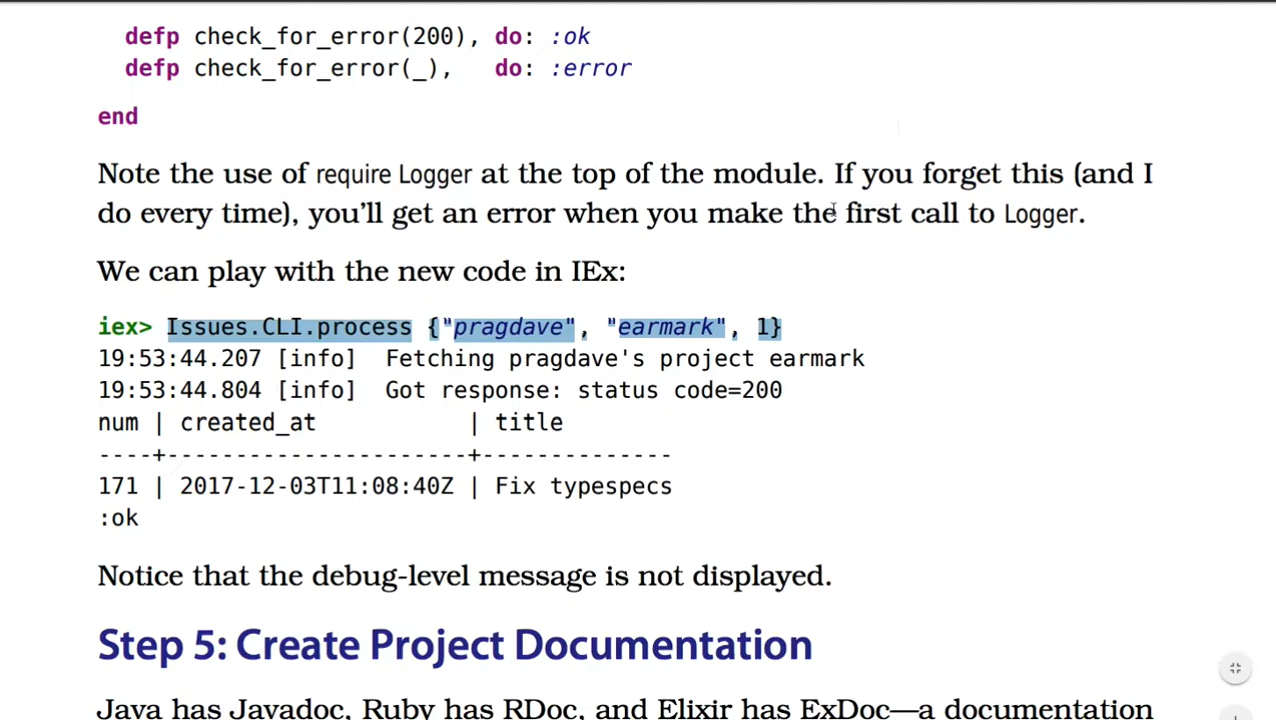 defp check_for_error(200), do: :ok
defp check_for_error(_),   do: :error
end
Note the use of require Logger at the top of the module. If you forget this (and I
do every time), you'll get an error when you make the first call to Logger.
We can play with the new code in IEx:
iex> Issues.CLI.process {"pragdave", "earmark", 1}
19:53:44.207 [info]  Fetching pragdave's project earmark
19:53:44.804 [info]  Got response: status code=200
num | created_at           | title
----+----------------------+--------------
171 | 2017-12-03T11:08:40Z | Fix typespecs
:ok
Notice that the debug-level message is not displayed.
Step 5: Create Project Documentation
Java has Javadoc, Ruby has RDoc, and Elixir has ExDoc—a documentation